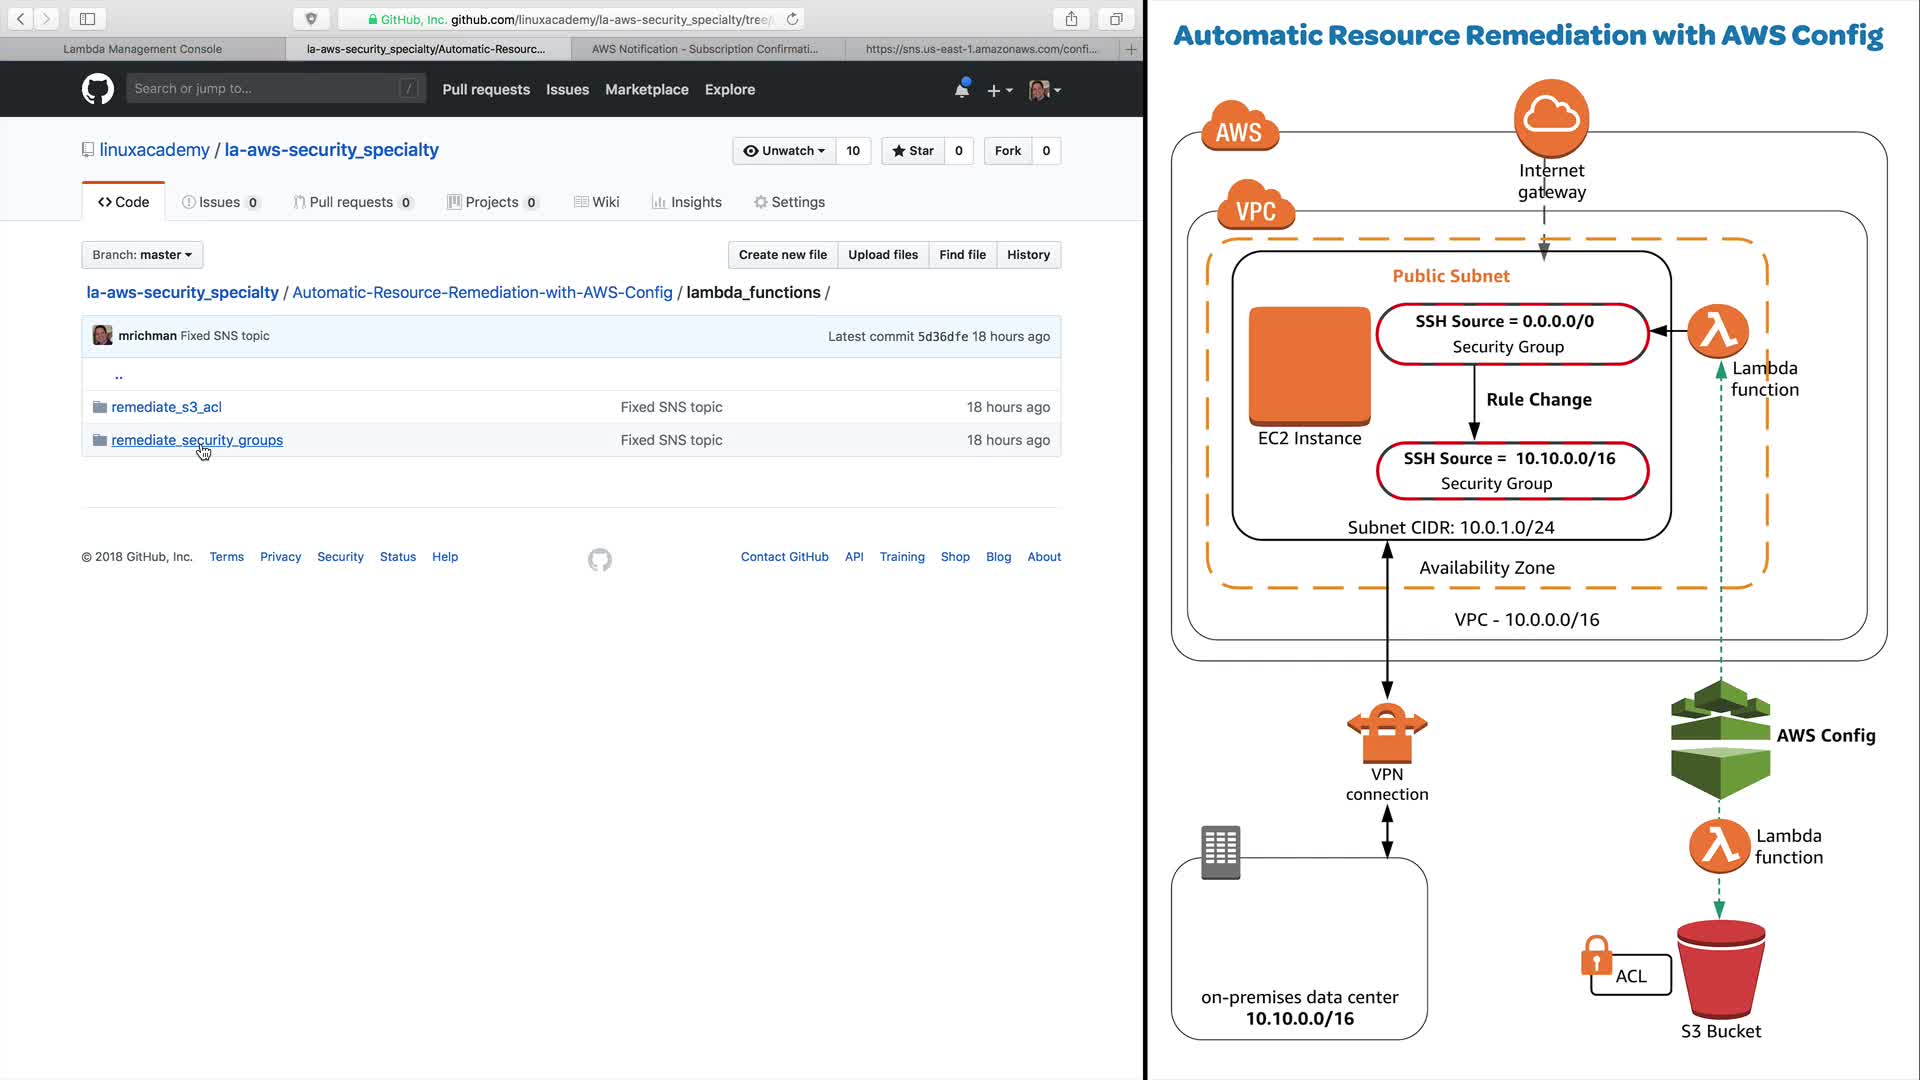 GitHub, Inc. github.com/linuxacademy/la-aws-security_specialty/tree/
Lambda Management Console
la-aws-security_specialty/Automatic-Resourc...
AWS Notification - Subscription Confirmati...
https://sns.us-east-1.amazonaws.com/confi...
Search or jump to...
/
Pull requests
Issues
Marketplace
Explore
linuxacademy / la-aws-security_specialty
Unwatch 10
Star 0
Fork 0
Code
Issues 0
Pull requests 0
Projects 0
Wiki
Insights
Settings
Branch: master
Create new file
Upload files
Find file
History
la-aws-security_specialty / Automatic-Resource-Remediation-with-AWS-Config / lambda_functions /
mrichman Fixed SNS topic
Latest commit 5d36dfe 18 hours ago
..
remediate_s3_acl
Fixed SNS topic
18 hours ago
remediate_security_groups
Fixed SNS topic
18 hours ago
© 2018 GitHub, Inc.
Terms
Privacy
Security
Status
Help
Contact GitHub
API
Training
Shop
Blog
About
Automatic Resource Remediation with AWS Config
AWS
Internet
gateway
VPC
Public Subnet
SSH Source = 0.0.0.0/0
Security Group
Lambda
function
Rule Change
EC2 Instance
SSH Source = 10.10.0.0/16
Security Group
Subnet CIDR: 10.0.1.0/24
Availability Zone
VPC - 10.0.0.0/16
AWS Config
VPN
connection
Lambda
function
ACL
on-premises data center
10.10.0.0/16
S3 Bucket